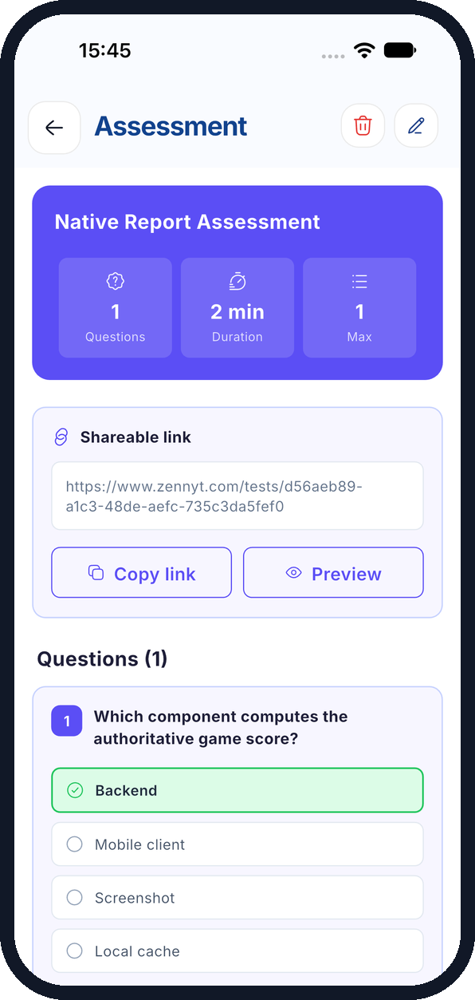 15:45
Assessment
Native Report Assessment
1
Questions
2 min
Duration
1
Max
Shareable link
https://www.zennyt.com/tests/d56aeb89-
a1c3-48de-aefc-735c3da5fef0
Copy link
Preview
Questions (1)
1
Which component computes the
authoritative game score?
Backend
Mobile client
Screenshot
Local cache